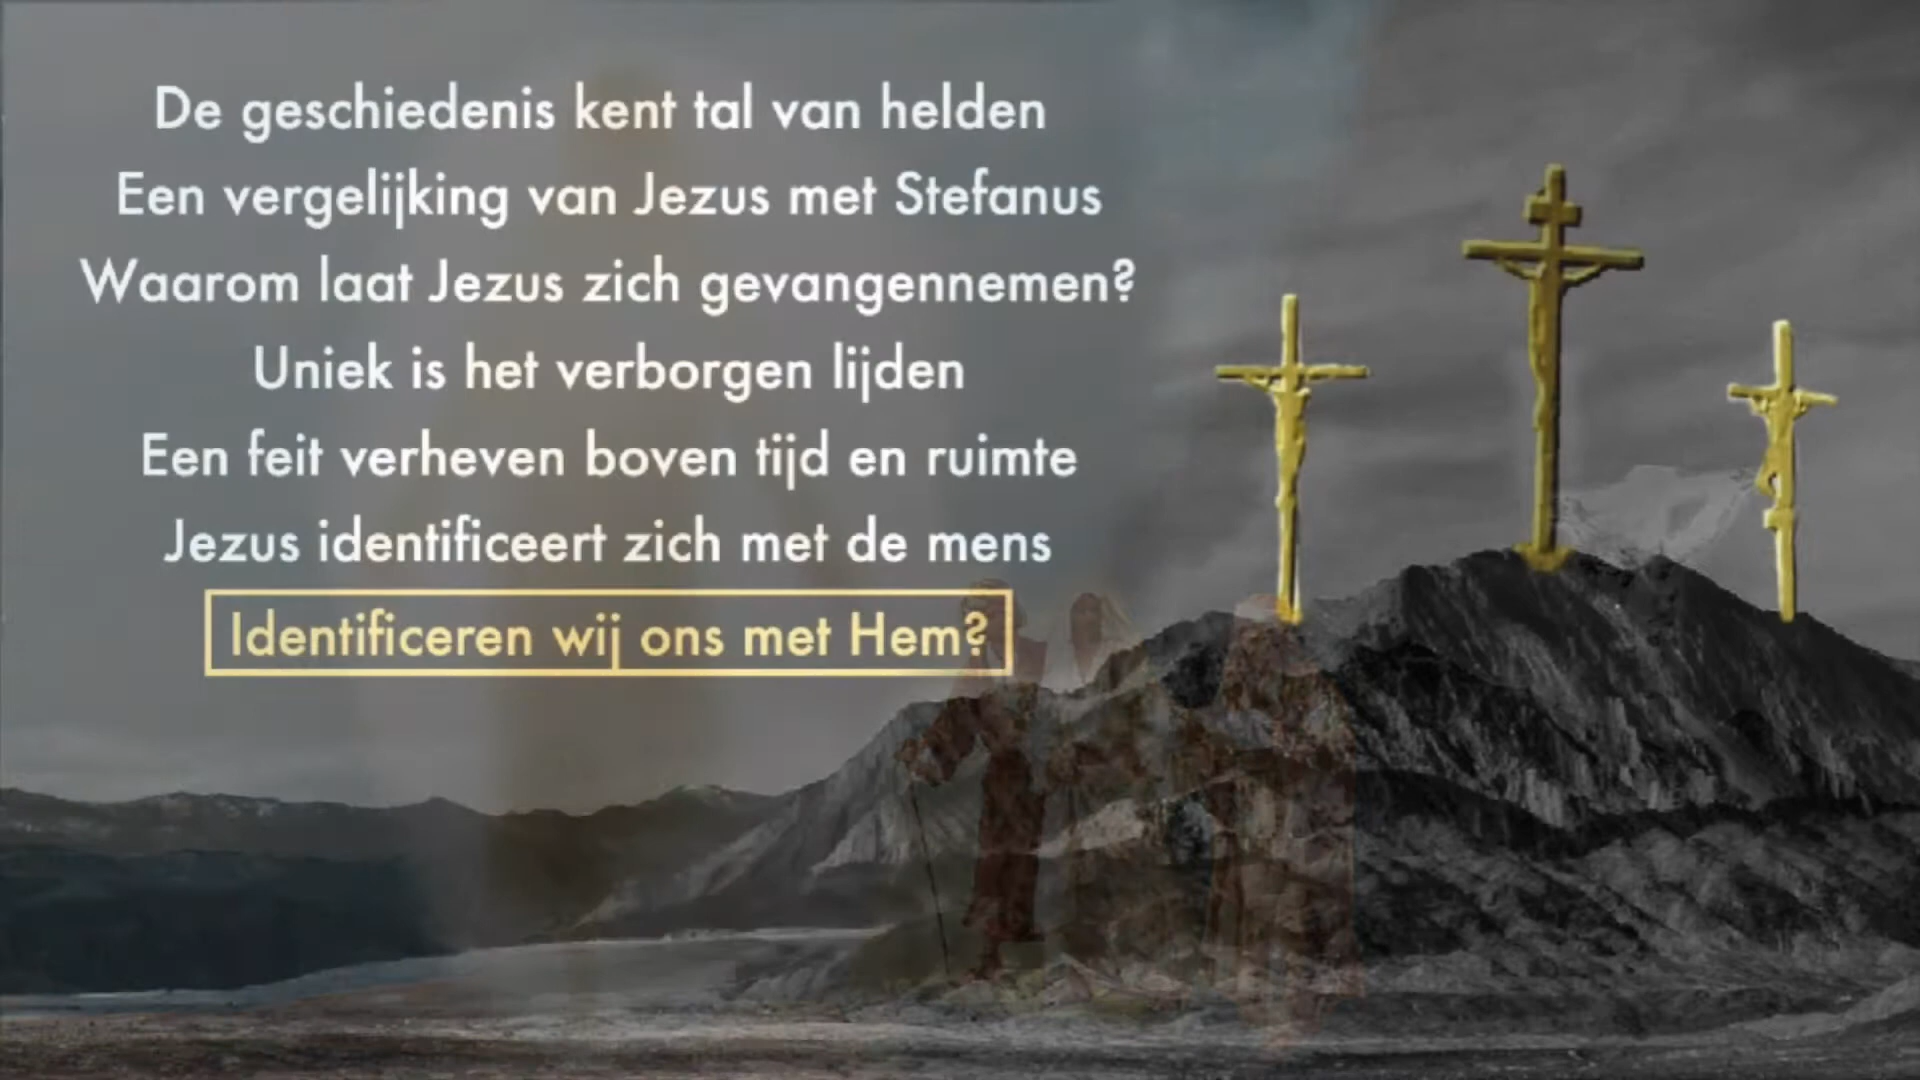 De geschiedenis kent tal van helden
Een vergelijking van Jezus met Stefanus
Waarom laat Jezus zich gevangennemen?
Uniek is het verborgen lijden
Een feit verheven boven tijd en ruimte
Jezus identificeert zich met de mens
Identificeren wij ons met Hem?